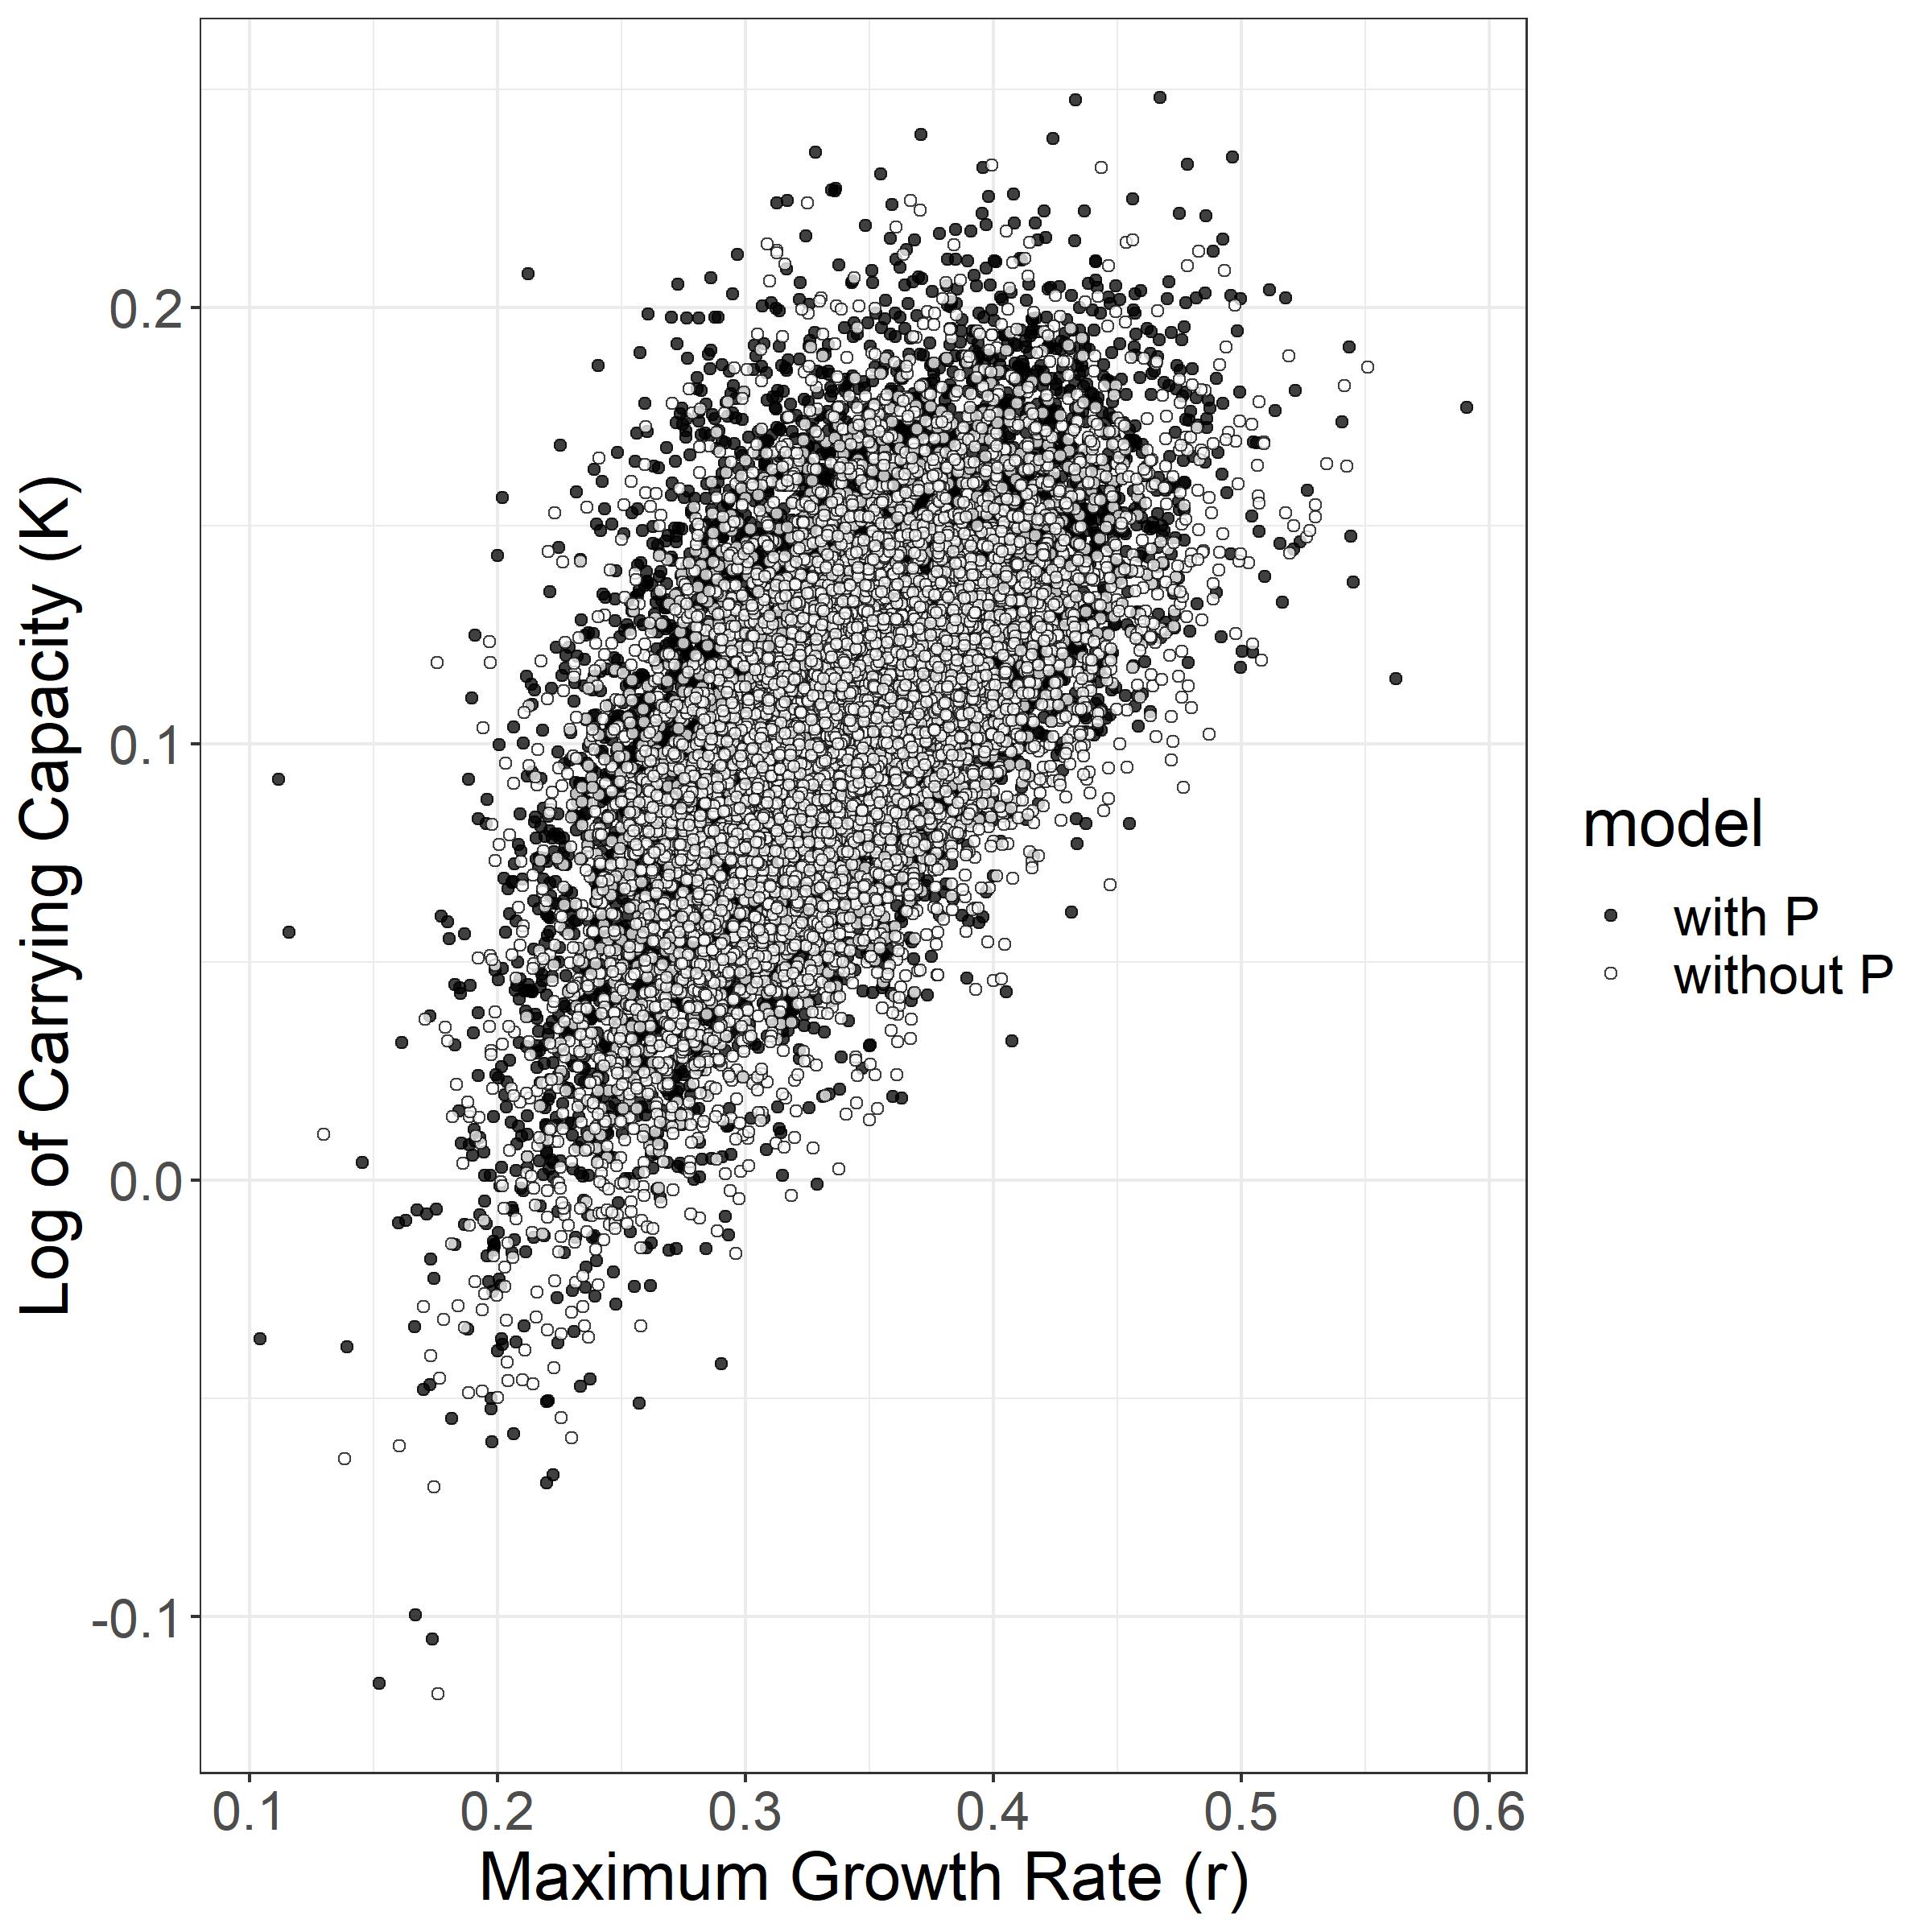 Log of Carrying Capacity (K)
0.2
0.1
0.0
-0.1
0.1 0.2 0.3 0.4 0.5 0.6
Maximum Growth Rate (r)
model
with P
without P